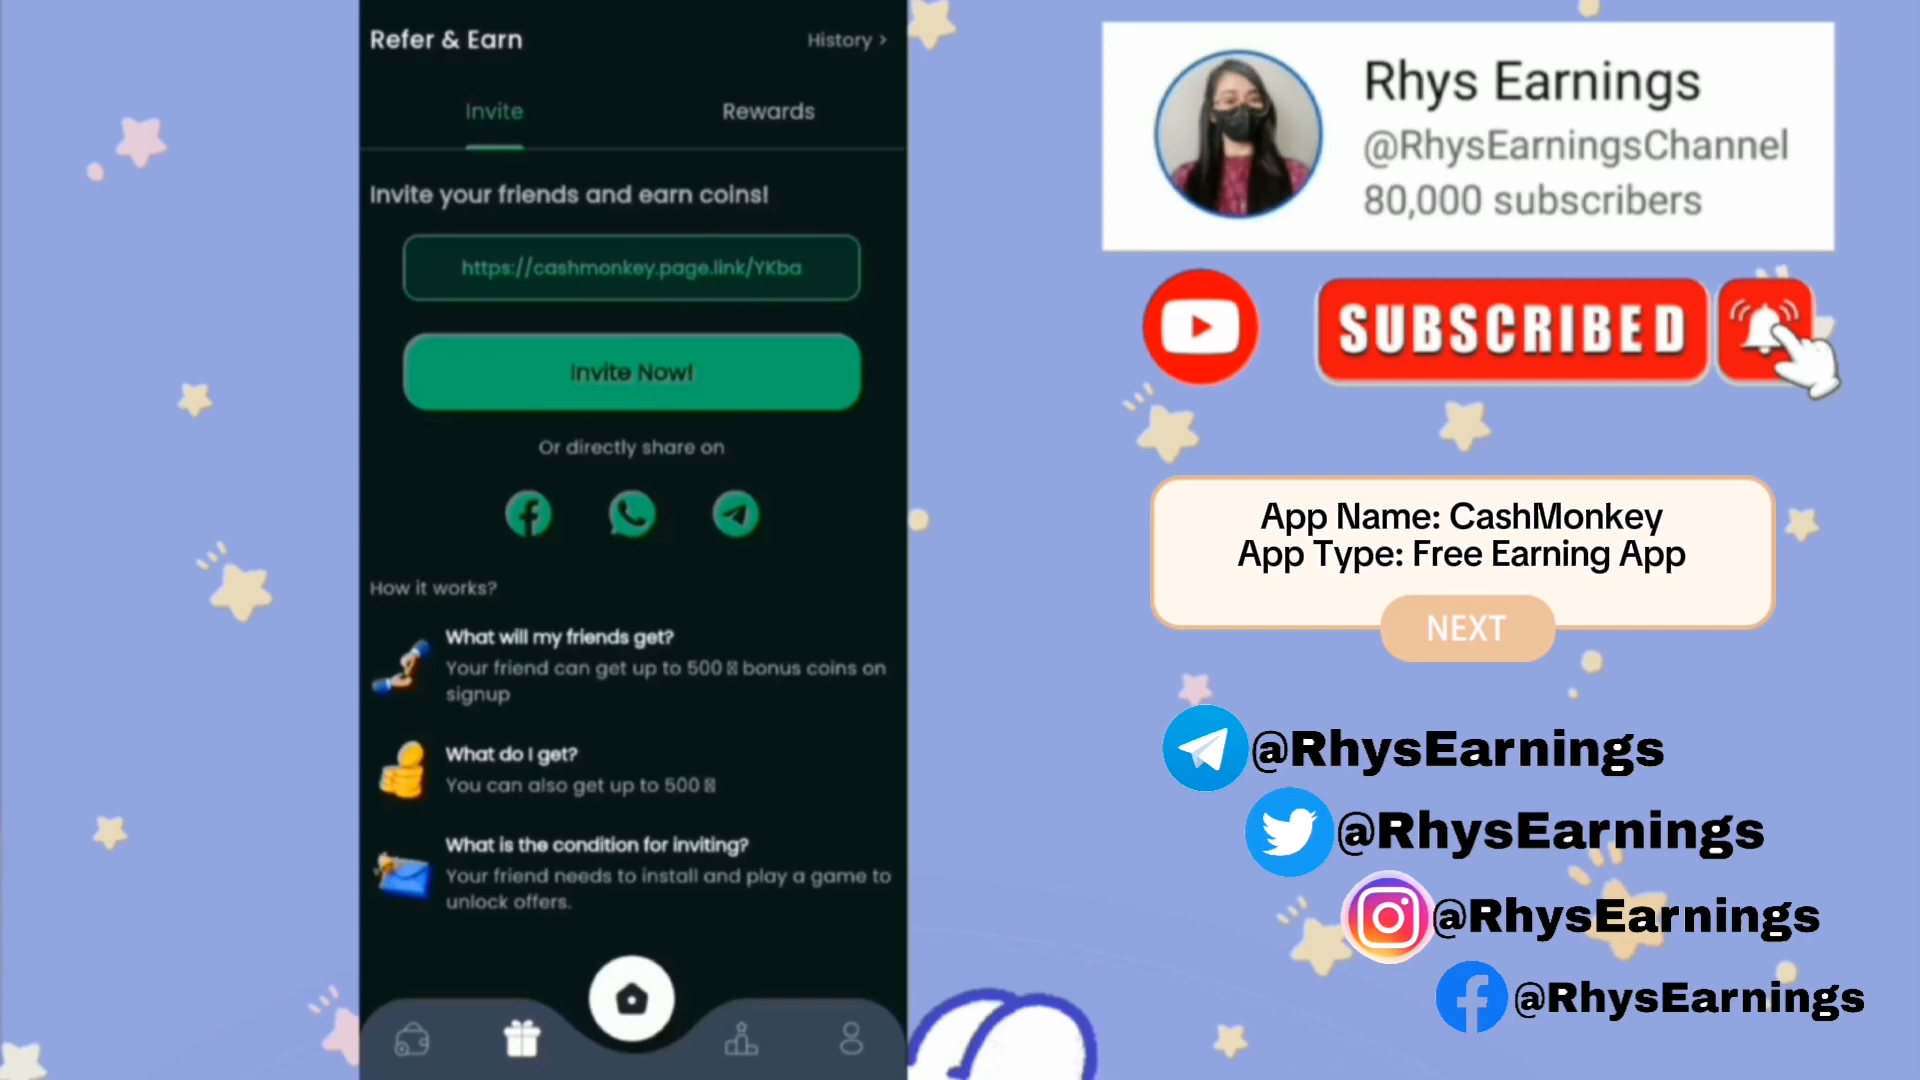 Refer & Earn
History >
Invite
Rewards
Invite your friends and earn coins!
https://cashmonkey.page.link/YKba
Invite Now!
Or directly share on
How it works?
What will my friends get?
Your friend can get up to 500 bonus coins on
signup
What do I get?
You can also get up to 500
What is the condition for inviting?
Your friend needs to install and play a game to
unlock offers.
Rhys Earnings
@RhysEarningsChannel
80,000 subscribers
SUBSCRIBED
App Name: CashMonkey
App Type: Free Earning App
NEXT
@RhysEarnings
@RhysEarnings
@RhysEarnings
@RhysEarnings